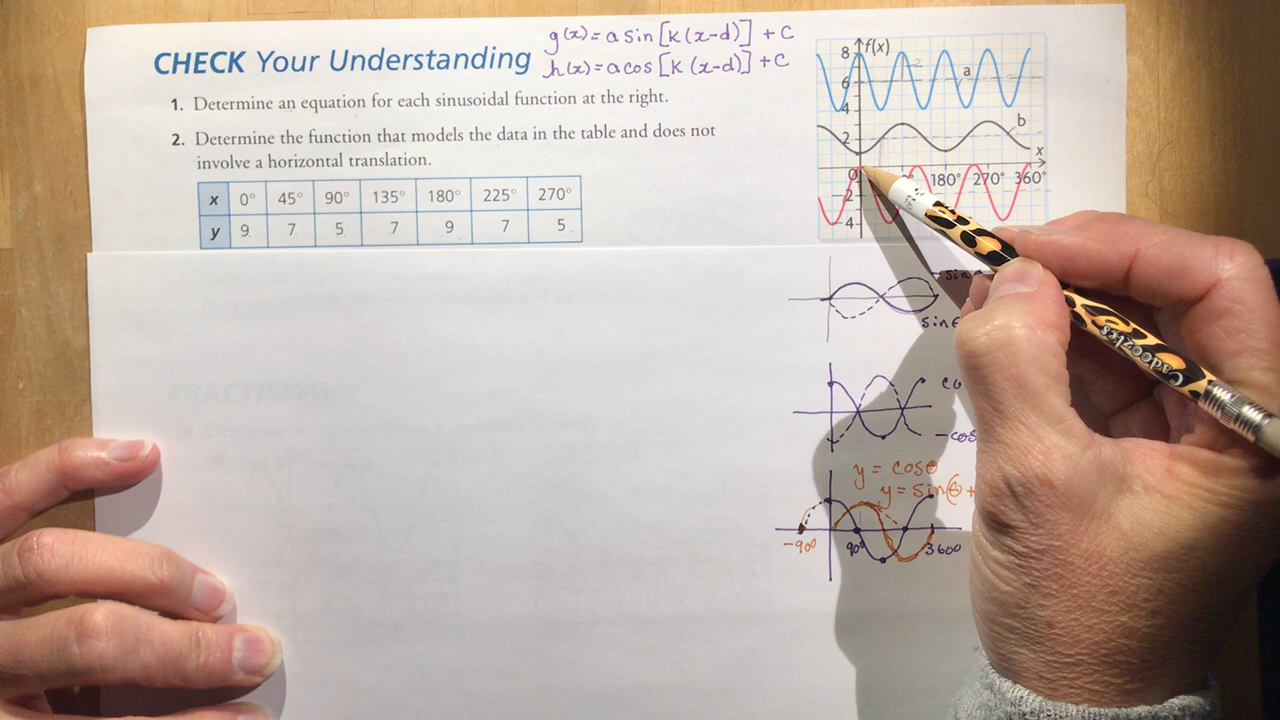 g(x) = a sin [k(x-d)] + c
h(x) = a cos [k (x-d)] + c
CHECK Your Understanding
1. Determine an equation for each sinusoidal function at the right.
2. Determine the function that models the data in the table and does not
involve a horizontal translation.
x 0° 45° 90° 135° 180° 225° 270°
y 9 7 5 7 9 7 5
f(x)
8
6
4
2
0
2
-4
a
b
x
180° 270° 360°
sin
y = cosθ
-90°
90°
360°
Cadoozles